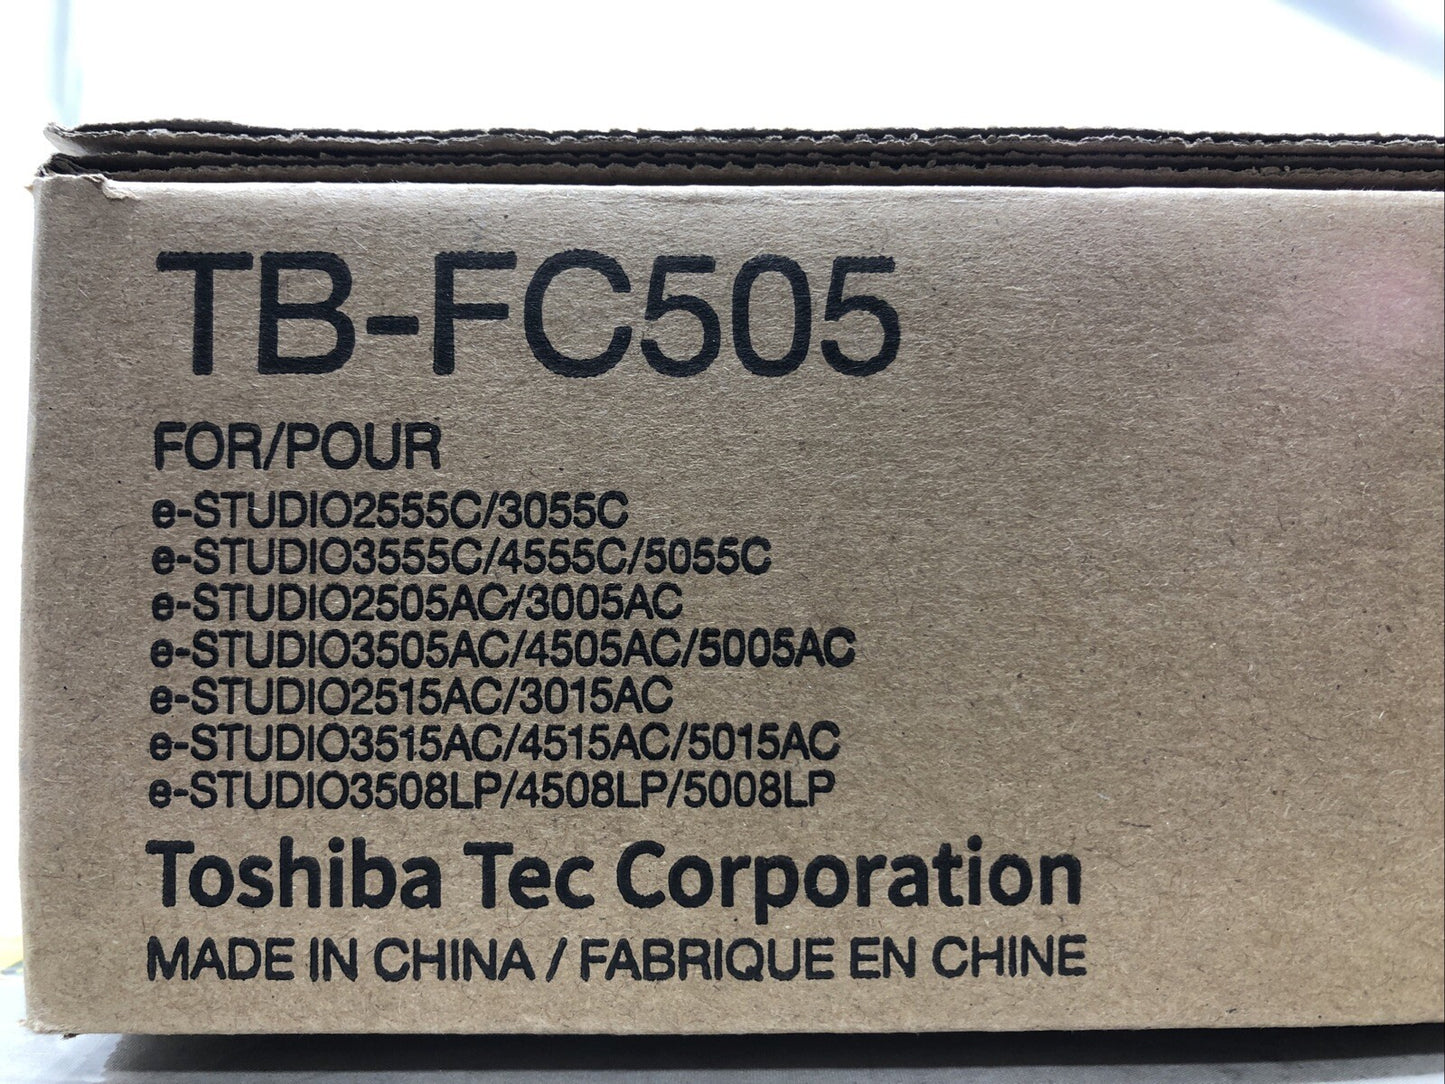 TB-FC505
FOR/POUR
e-STUDIO2555C/3055C
e-STUDIO3555C/4555C/5055C
e-STUDIO2505AC/3005AC
e-STUDIO3505AC/4505AC/5005AC
e-STUDIO2515AC/3015AC
e-STUDIO3515AC/4515AC/5015AC
e-STUDIO3508LP/4508LP/5008LP
Toshiba Tec Corporation
MADE IN CHINA / FABRIQUE EN CHINE